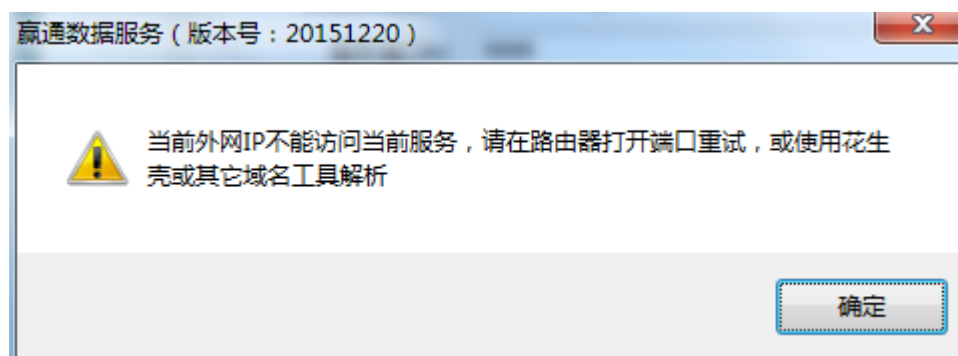 赢通数据服务（版本号：20151220）
当前外网IP不能访问当前服务，请在路由器打开端口重试，或使用花生
壳或其它域名工具解析
确定